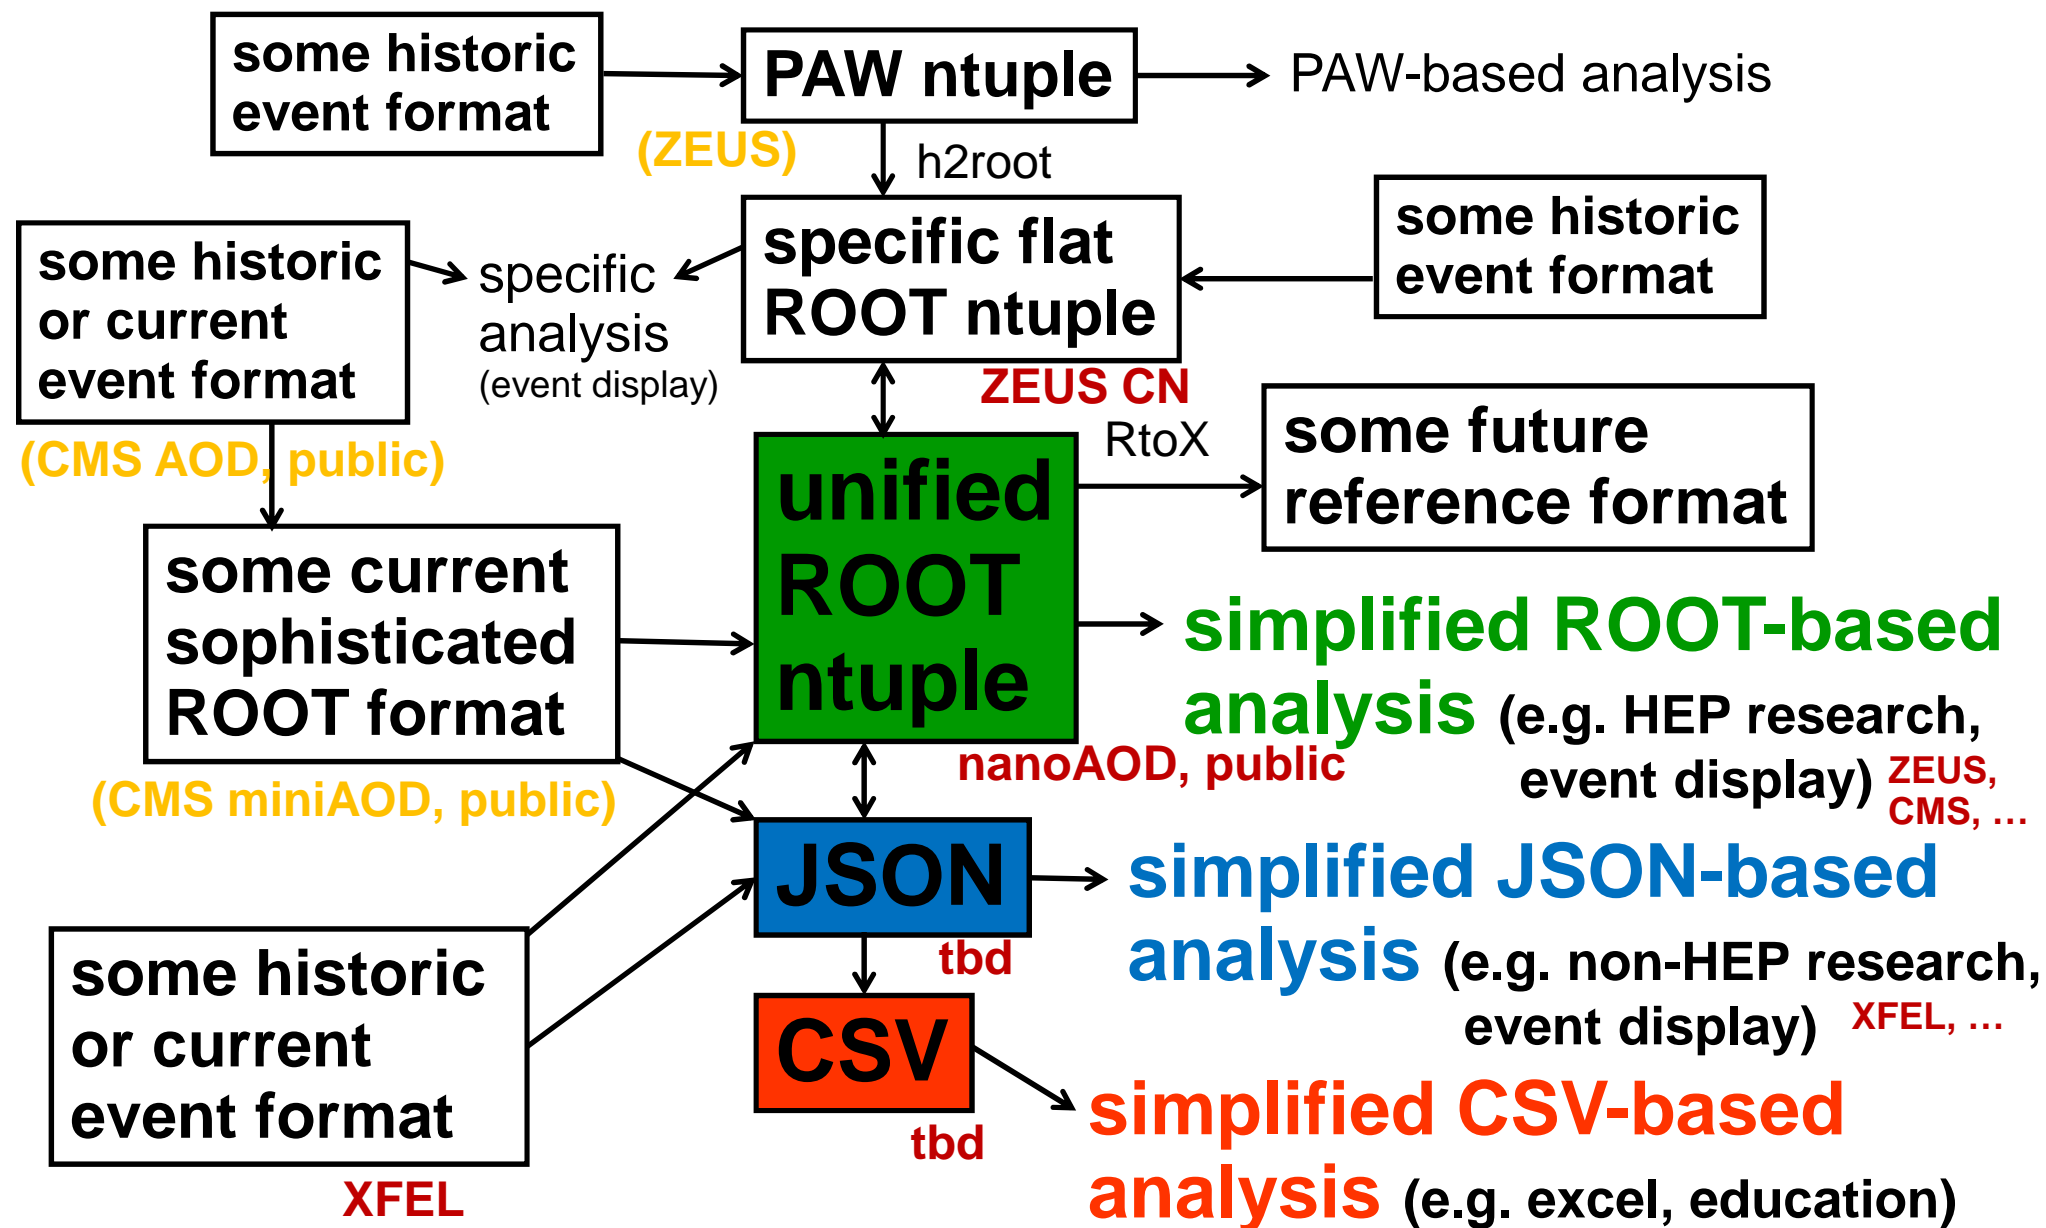 some historic
event format
PAW ntuple
PAW-based analysis
(ZEUS)
h2root
some historic
or current
event format
specific
analysis
(event display)
specific flat
ROOT ntuple
some historic
event format
ZEUS CN
(CMS AOD, public)
RtoX
unified
ROOT
ntuple
some future
reference format
some current
sophisticated
ROOT format
simplified ROOT-based
analysis (e.g. HEP research,
event display) ZEUS,
CMS, …
nanoAOD, public
(CMS miniAOD, public)
JSON
simplified JSON-based
analysis (e.g. non-HEP research,
event display) XFEL, …
tbd
some historic
or current
event format
XFEL
CSV
tbd
simplified CSV-based
analysis (e.g. excel, education)